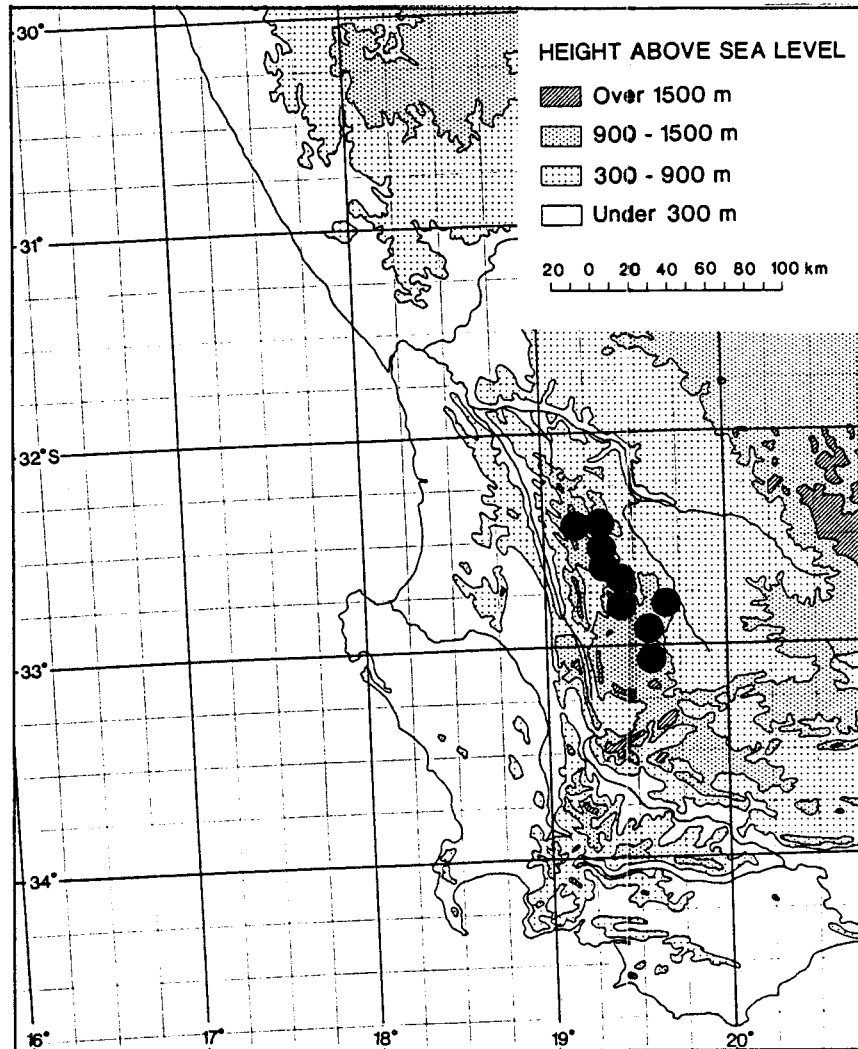 30°
HEIGHT ABOVE SEA LEVEL
Over 1500 m
900 - 1500 m
300 - 900 m
Under 300 m
20 0 20 40 60 80 100 km
31°
32°S
33°
34°
16° 17° 18° 19° 20°